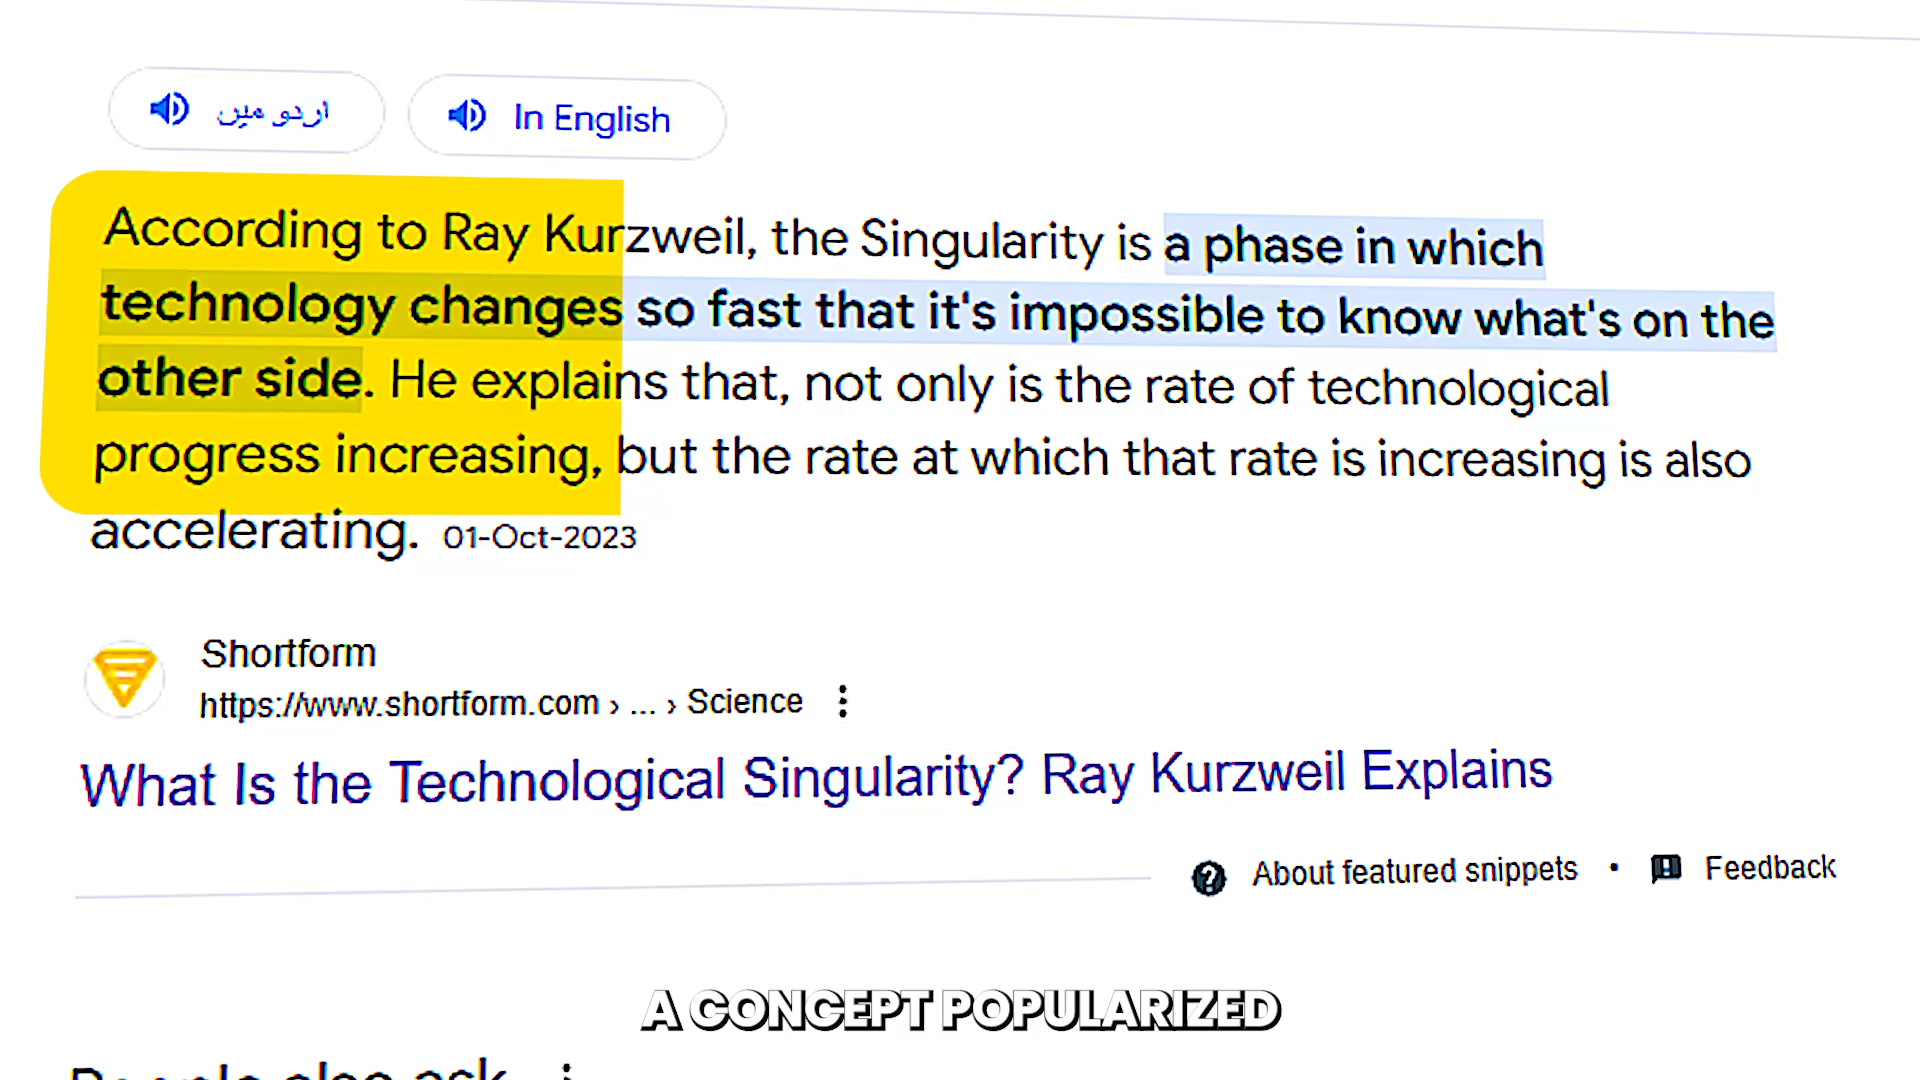 اردو میں
In English
According to Ray Kurzweil, the Singularity is a phase in which
technology changes so fast that it's impossible to know what's on the
other side. He explains that, not only is the rate of technological
progress increasing, but the rate at which that rate is increasing is also
accelerating. 01-Oct-2023
Shortform
https://www.shortform.com › ... › Science
What Is the Technological Singularity? Ray Kurzweil Explains
About featured snippets • Feedback
A CONCEPT POPULARIZED
People also ask